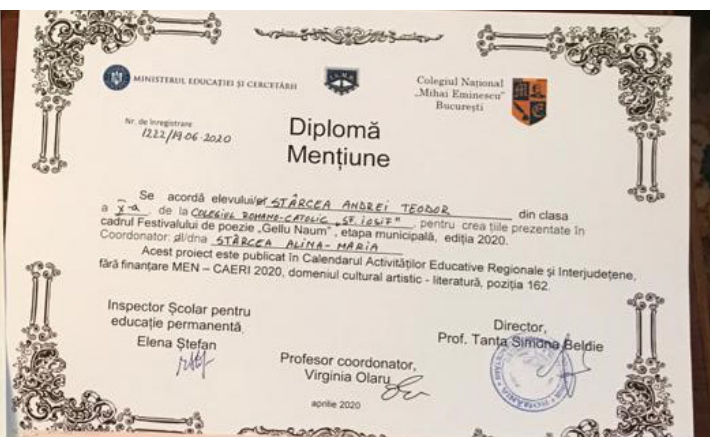 MINISTERUL EDUCAȚIEI ȘI CERCETĂRII
Colegiul Național
„Mihai Eminescu"
București
Nr. de înregistrare
1222/19 06-2020
Diplomă
Mențiune
Se acordă elevului/ei STÂRCEA ANDREI TEODOR din clasa
a X-a de la COLEGIUL ROMANO-CATOLIC „SF. IOSIF", pentru crea țiile prezentate în
cadrul Festivalului de poezie „Gellu Naum", etapa municipală, ediția 2020.
Coordonator: dl/dna STÂRCEA ALINA-MARIA
Acest proiect este publicat în Calendarul Activităților Educative Regionale și Interjudețene,
fără finanțare MEN – CAERI 2020, domeniul cultural artistic - literatură, poziția 162.
Inspector Școlar pentru
educație permanentă
Elena Ștefan
Profesor coordonator,
Virginia Olaru
aprilie 2020
Director,
Prof. Tanța Simona Beldie